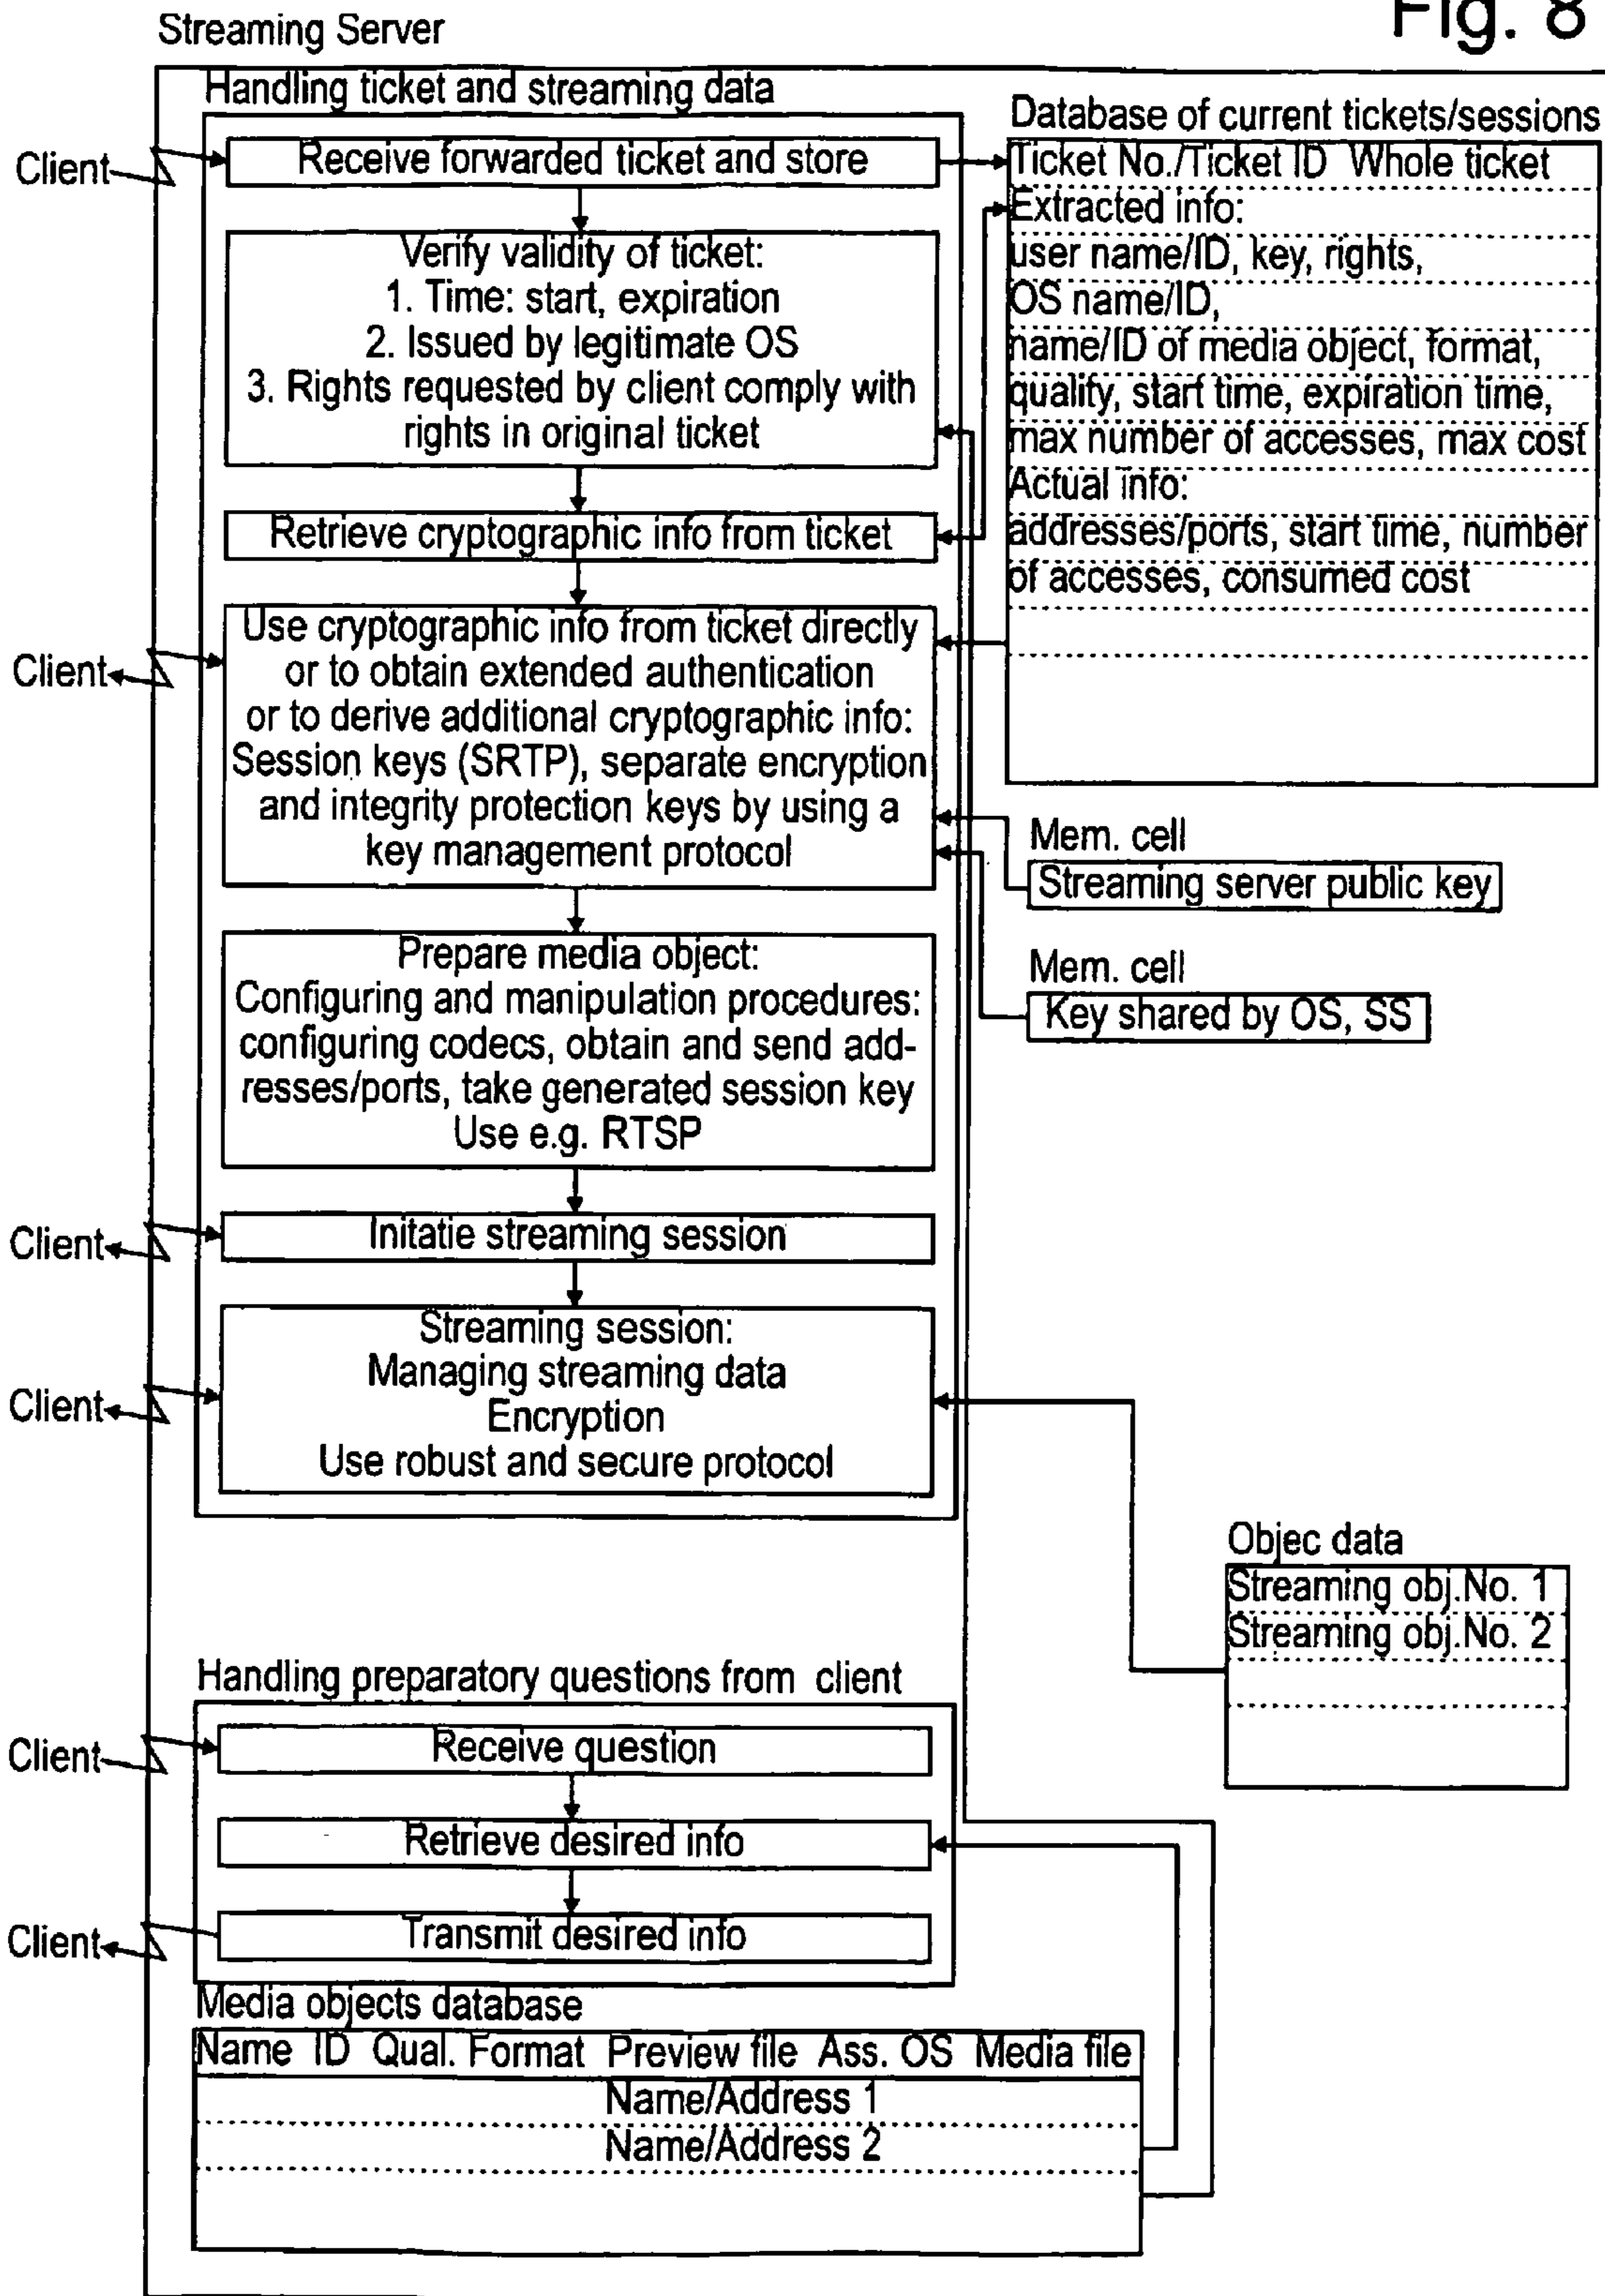 Fig. 8
Streaming Server
Handling ticket and streaming data
Client
Receive forwarded ticket and store
Verify validity of ticket:
1. Time: start, expiration
2. Issued by legitimate OS
3. Rights requested by client comply with
rights in original ticket
Retrieve cryptographic info from ticket
Client
Use cryptographic info from ticket directly
or to obtain extended authentication
or to derive additional cryptographic info:
Session keys (SRTP), separate encryption
and integrity protection keys by using a
key management protocol
Prepare media object:
Configuring and manipulation procedures:
configuring codecs, obtain and send add-
resses/ports, take generated session key
Use e.g. RTSP
Client
Initatie streaming session
Client
Streaming session:
Managing streaming data
Encryption
Use robust and secure protocol
Database of current tickets/sessions
Ticket No./Ticket ID Whole ticket
Extracted info:
user name/ID, key, rights,
OS name/ID,
name/ID of media object, format,
quality, start time, expiration time,
max number of accesses, max cost
Actual info:
addresses/ports, start time, number
of accesses, consumed cost
Mem. cell
Streaming server public key
Mem. cell
Key shared by OS, SS
Objec data
Streaming obj.No. 1
Streaming obj.No. 2
Handling preparatory questions from client
Client
Receive question
Retrieve desired info
Client
Transmit desired info
Media objects database
Name ID Qual. Format Preview file Ass. OS Media file
Name/Address 1
Name/Address 2